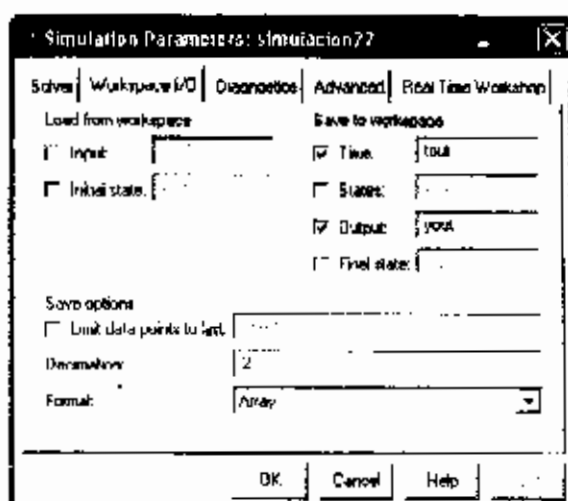 Simulation Parameters: simulacion22
Solver Workspace I/O Diagnostics Advanced Real Time Workshop
Load from workspace
Input:
Initial state:
Save to workspace
Time: tout
States:
Output: yout
Final state:
Save options
Limit data points to last:
Decimation: 2
Format: Array
OK Cancel Help